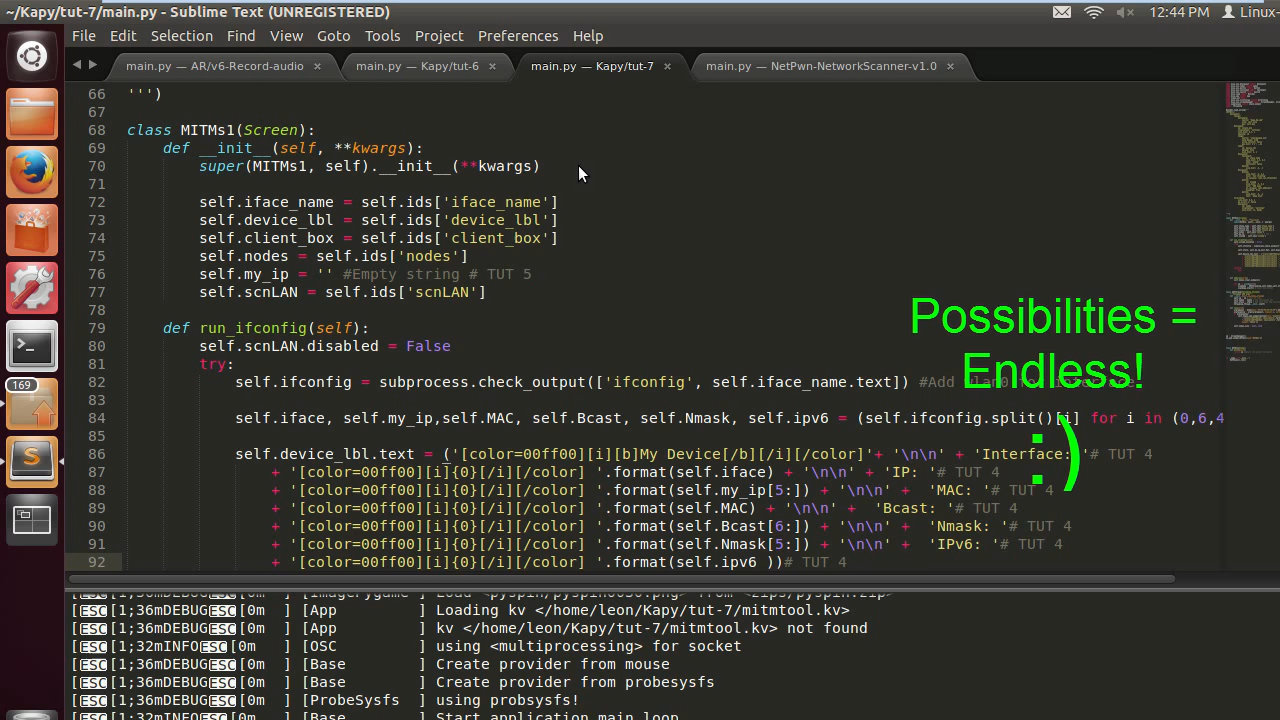 ~/Kapy/tut-7/main.py - Sublime Text (UNREGISTERED)
12:44 PM
Linux-
File Edit Selection Find View Goto Tools Project Preferences Help
main.py — AR/v6-Record-audio ×
main.py — Kapy/tut-6 ×
main.py — Kapy/tut-7 ×
main.py — NetPwn-NetworkScanner-v1.0 ×
66 ''')
67
68 class MITMs1(Screen):
69     def __init__(self, **kwargs):
70         super(MITMs1, self).__init__(**kwargs)
71
72         self.iface_name = self.ids['iface_name']
73         self.device_lbl = self.ids['device_lbl']
74         self.client_box = self.ids['client_box']
75         self.nodes = self.ids['nodes']
76         self.my_ip = '' #Empty string # TUT 5
77         self.scnLAN = self.ids['scnLAN']
78
79     def run_ifconfig(self):
80         self.scnLAN.disabled = False
81         try:
82             self.ifconfig = subprocess.check_output(['ifconfig', self.iface_name.text]) #Add
83
84             self.iface, self.my_ip,self.MAC, self.Bcast, self.Nmask, self.ipv6 = (self.ifconfig.split()[i] for i in (0,6,4
85
86             self.device_lbl.text = ('[color=00ff00][i][b]My Device[/b][/i][/color]'+ '\n\n' + 'Interface: '# TUT 4
87                 + '[color=00ff00][i]{0}[/i][/color] '.format(self.iface) + '\n\n' + 'IP: '# TUT 4
88                 + '[color=00ff00][i]{0}[/i][/color] '.format(self.my_ip[5:]) + '\n\n' +  'MAC: '# TUT 4
89                 + '[color=00ff00][i]{0}[/i][/color] '.format(self.MAC) + '\n\n' +  'Bcast: '# TUT 4
90                 + '[color=00ff00][i]{0}[/i][/color] '.format(self.Bcast[6:]) + '\n\n' +  'Nmask: '# TUT 4
91                 + '[color=00ff00][i]{0}[/i][/color] '.format(self.Nmask[5:]) + '\n\n' +  'IPv6: '# TUT 4
92                 + '[color=00ff00][i]{0}[/i][/color] '.format(self.ipv6 ))# TUT 4
Possibilities =
Endless!
:)
169
[ESC[1;36mDEBUGESC[0m  ] [App         ] Loading kv </home/leon/Kapy/tut-7/mitmtool.kv>
[ESC[1;36mDEBUGESC[0m  ] [App         ] kv </home/leon/Kapy/tut-7/mitmtool.kv> not found
[ESC[1;32mINFOESC[0m   ] [OSC         ] using <multiprocessing> for socket
[ESC[1;36mDEBUGESC[0m  ] [Base        ] Create provider from mouse
[ESC[1;36mDEBUGESC[0m  ] [Base        ] Create provider from probesysfs
[ESC[1;36mDEBUGESC[0m  ] [ProbeSysfs  ] using probsysfs!
[ESC[1;32mINFOESC[0m   ] [Base        ] Start application main loop